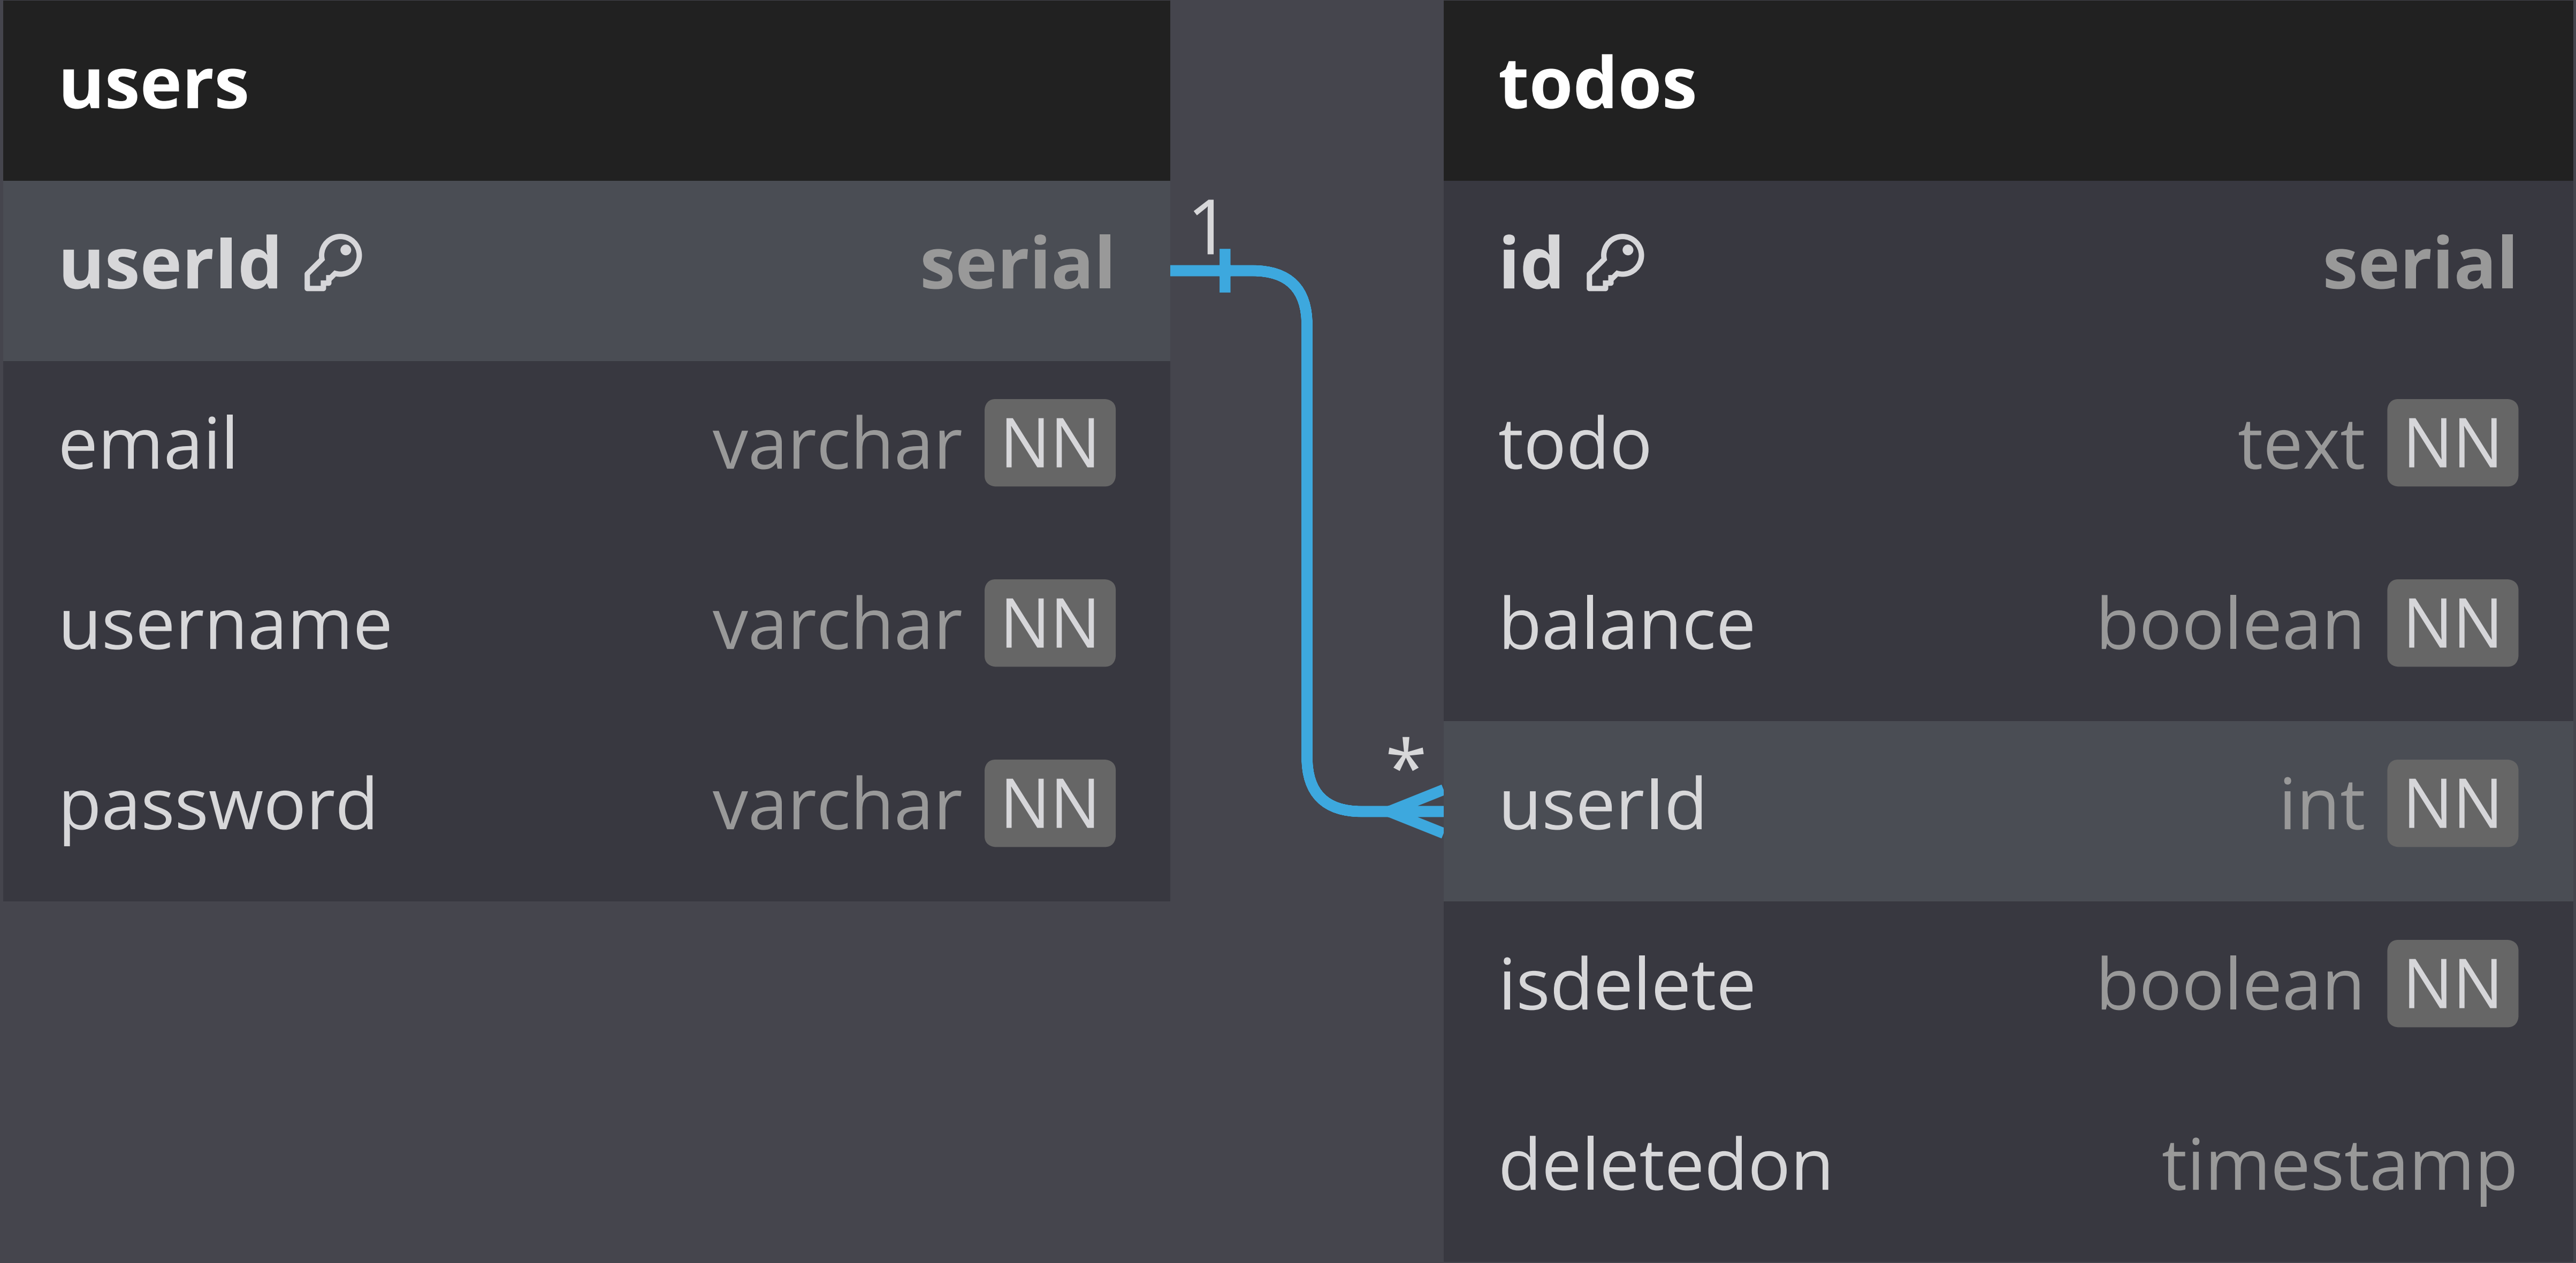 users
userId serial
email varchar NN
username varchar NN
password varchar NN
1
*
todos
id serial
todo text NN
balance boolean NN
userId int NN
isdelete boolean NN
deletedon timestamp